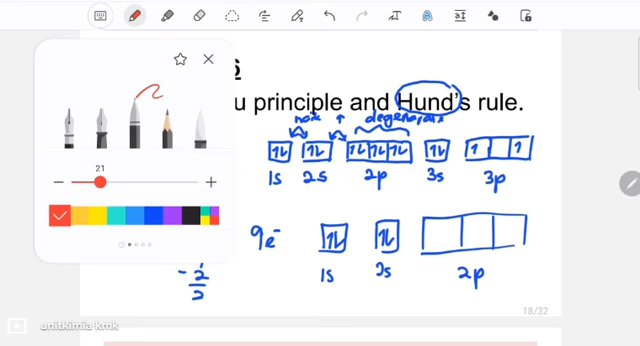 u principle and Hund's rule.
degenerate
1s 2s 2p 3s 3p
21
9e⁻
1s 2s 2p
18/32
unitkimia kmk